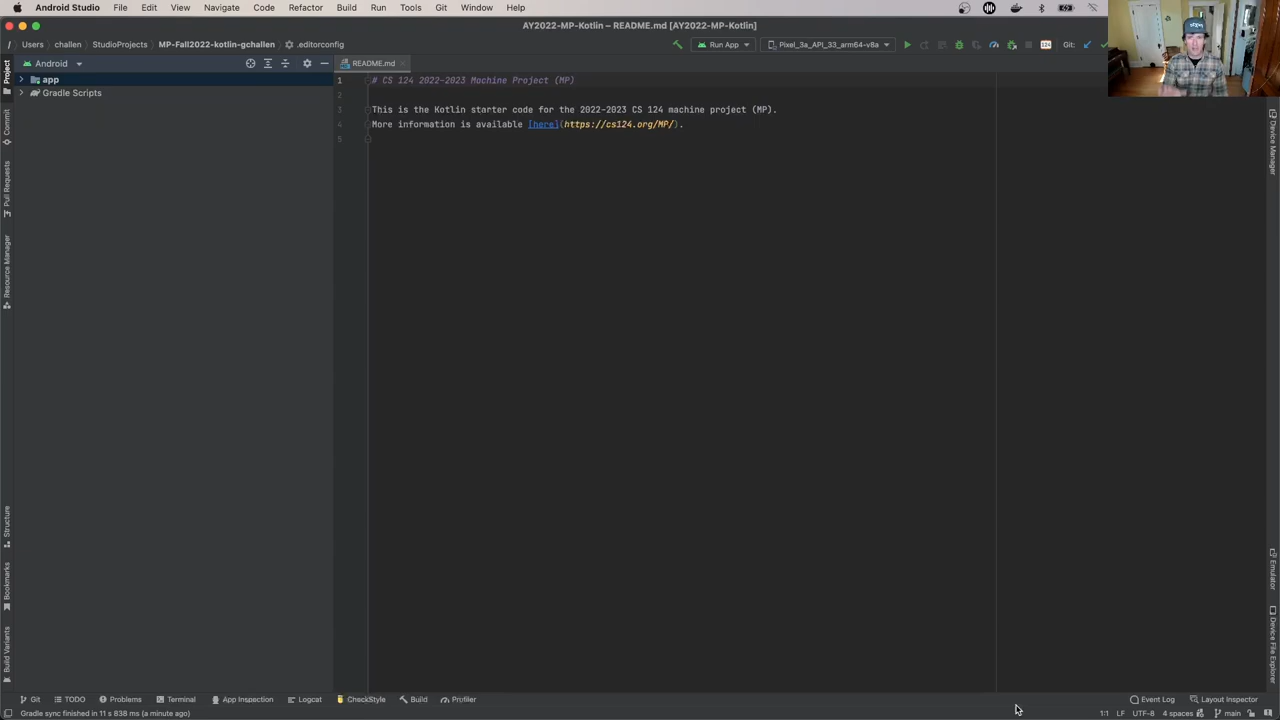 Android Studio File Edit View Navigate Code Refactor Build Run Tools Git Window Help
AY2022-MP-Kotlin – README.md [AY2022-MP-Kotlin]
/ Users challen StudioProjects MP-Fall2022-kotlin-gchallen .editorconfig
Run App
Pixel_3a_API_33_arm64-v8a
124
Git:
Android
README.md
app
Gradle Scripts
1 # CS 124 2022-2023 Machine Project (MP)
2
3 This is the Kotlin starter code for the 2022-2023 CS 124 machine project (MP).
4 More information is available [here](https://cs124.org/MP/).
5
Project
Commit
Pull Requests
Resource Manager
Structure
Bookmarks
Build Variants
Device Manager
Emulator
Device File Explorer
Git TODO Problems Terminal App Inspection Logcat CheckStyle Build Profiler
Event Log Layout Inspector
Gradle sync finished in 11 s 838 ms (a minute ago)
1:1 LF UTF-8 4 spaces main